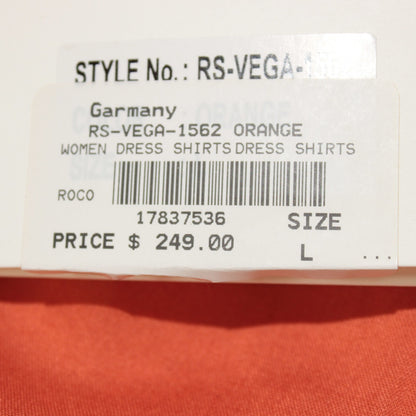 STYLE No.: RS-VEGA-15
Garmany
RS-VEGA-1562 ORANGE
WOMEN DRESS SHIRTS DRESS SHIRTS
ROCO
17837536
SIZE
PRICE $ 249.00
L
...